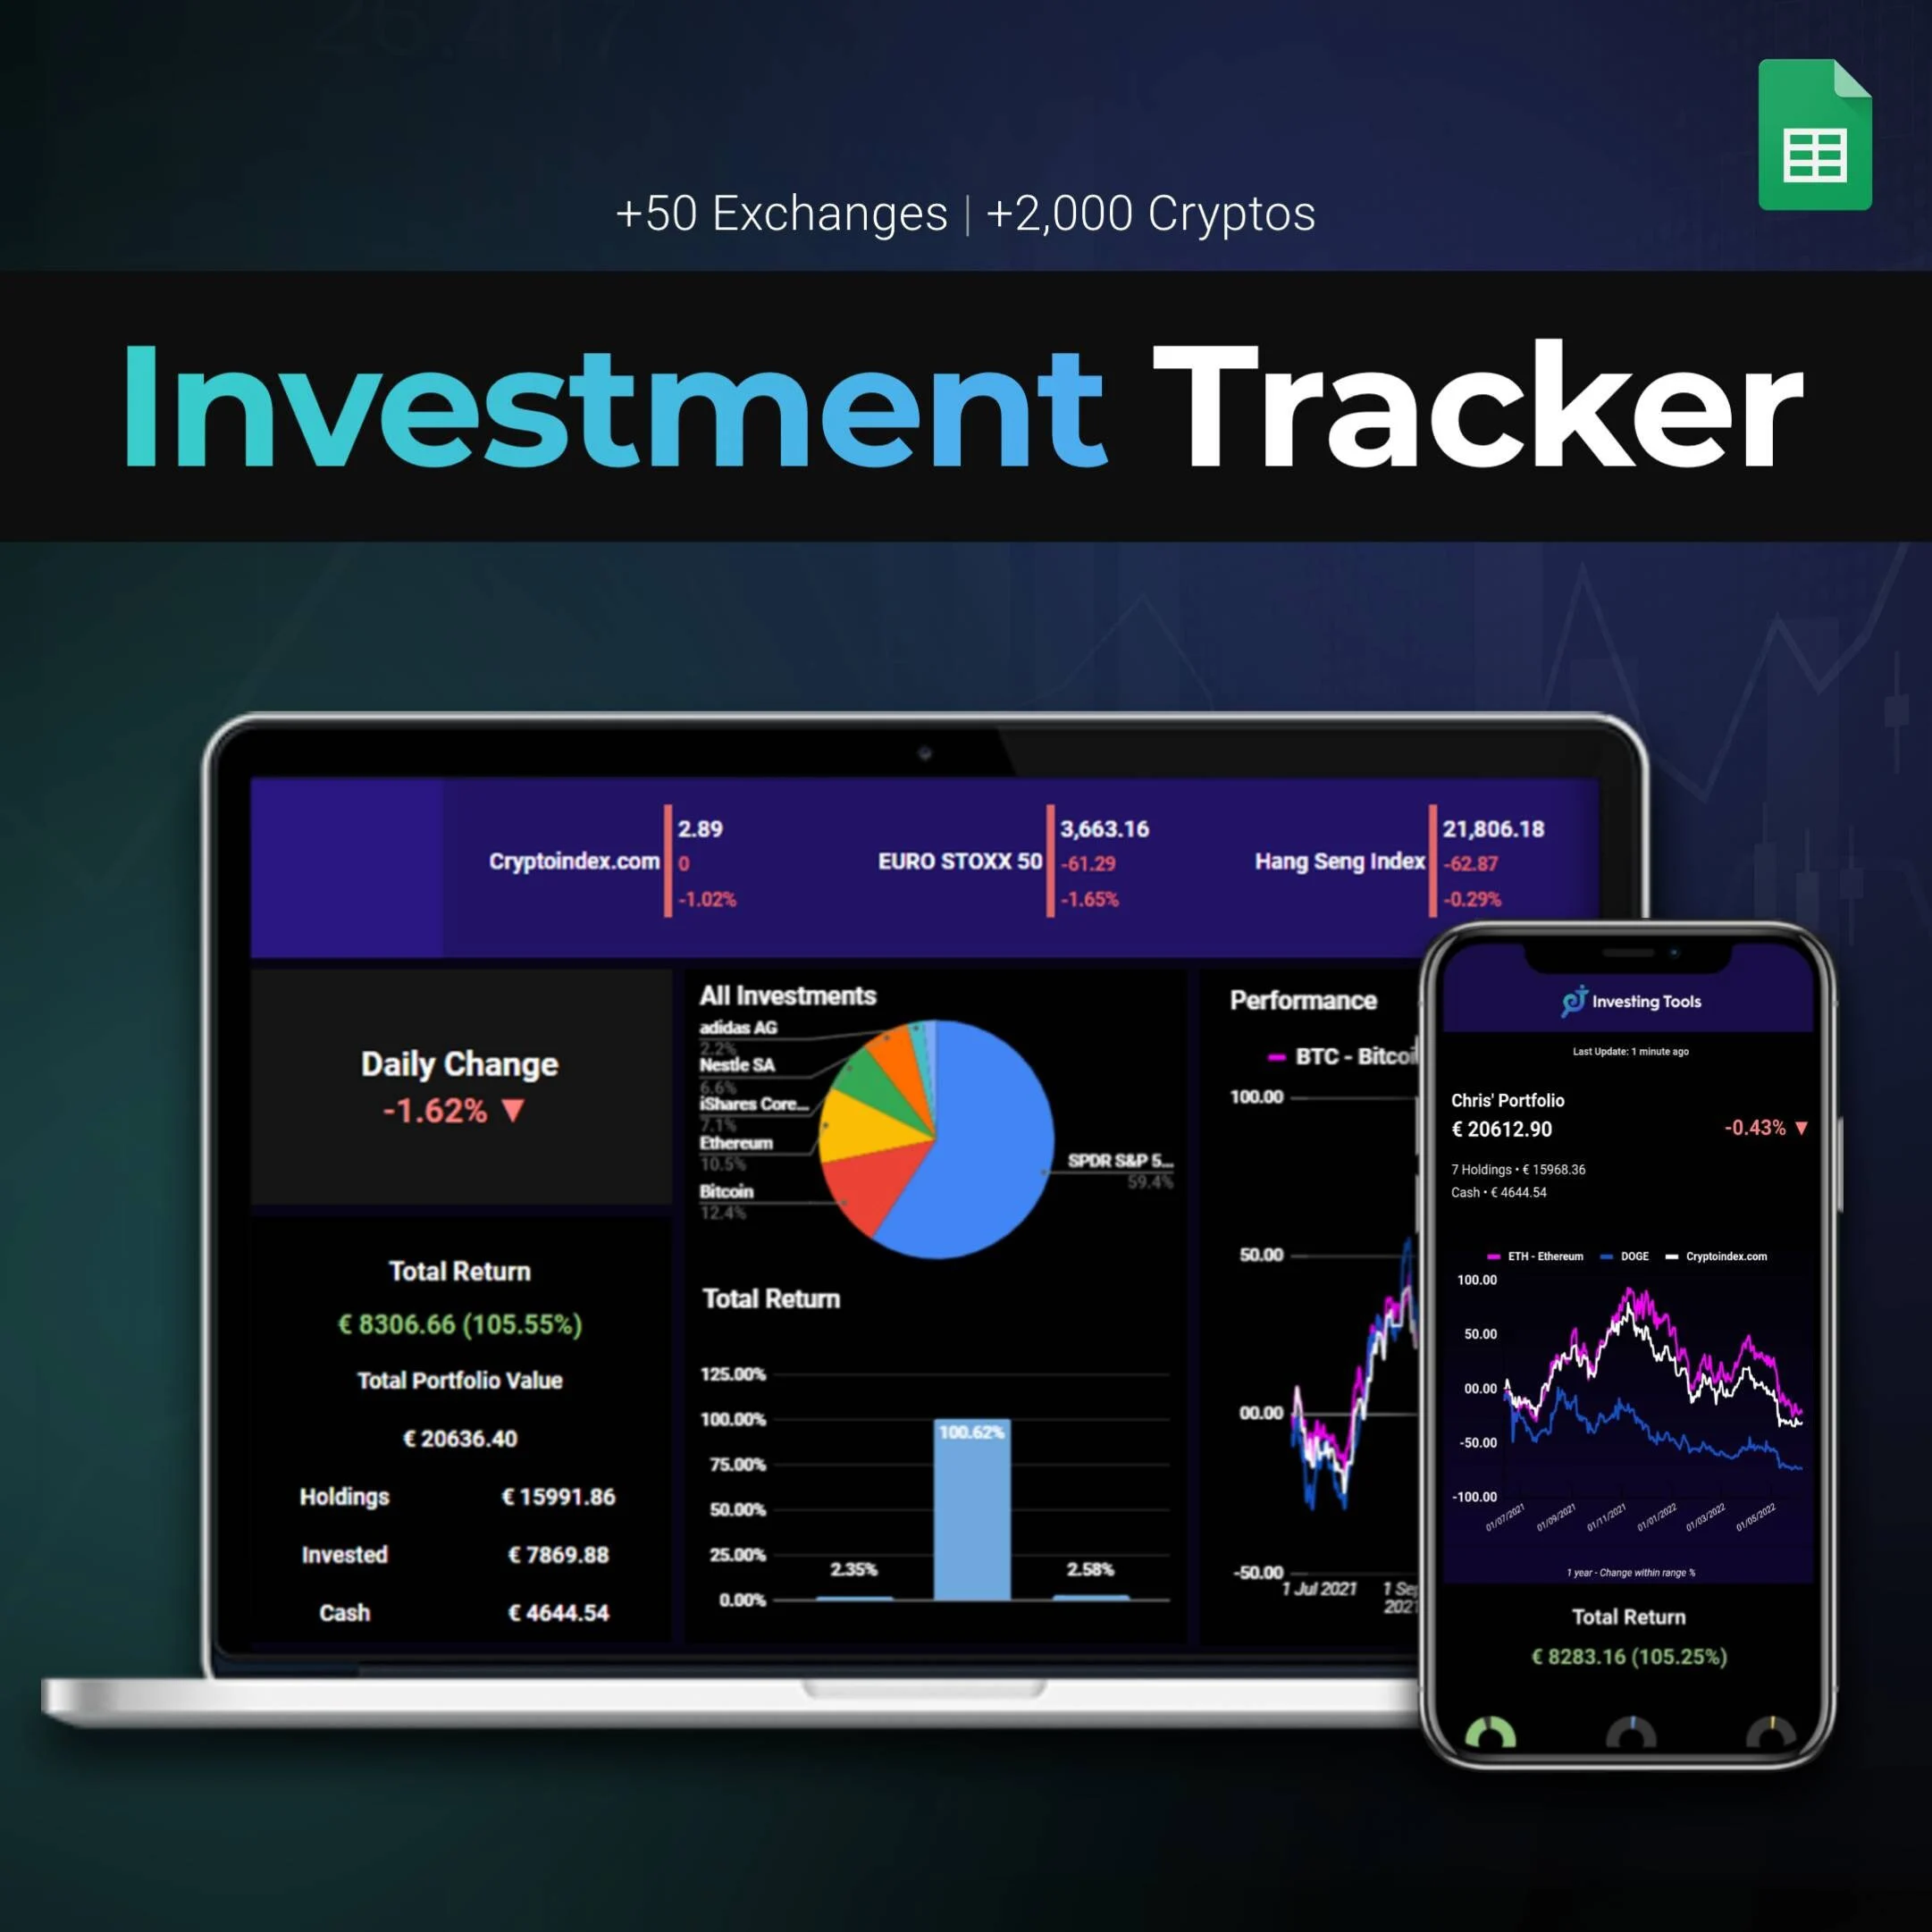 +50 Exchanges | +2,000 Cryptos
Investment Tracker
Cryptoindex.com
2.89
0
-1.02%
EURO STOXX 50
3,663.16
-61.29
-1.65%
Hang Seng Index
21,806.18
-62.87
-0.29%
Daily Change
-1.62% ▼
Total Return
€ 8306.66 (105.55%)
Total Portfolio Value
€ 20636.40
Holdings € 15991.86
Invested € 7869.88
Cash € 4644.54
All Investments
adidas AG
2.2%
Nestle SA
6.6%
iShares Core...
7.1%
Ethereum
10.5%
Bitcoin
12.4%
SPDR S&P 5...
59.4%
Total Return
125.00%
100.00%
75.00%
50.00%
25.00%
0.00%
2.35%
100.62%
2.58%
Performance
BTC - Bitcoi
100.00
50.00
00.00
-50.00
1 Jul 2021
1 Sep
2021
Investing Tools
Last Update: 1 minute ago
Chris' Portfolio
€ 20612.90
-0.43% ▼
7 Holdings • € 15968.36
Cash • € 4644.54
ETH - Ethereum DOGE Cryptoindex.com
100.00
50.00
00.00
-50.00
-100.00
01/07/2021
01/09/2021
01/11/2021
01/01/2022
01/03/2022
01/05/2022
1 year - Change within range %
Total Return
€ 8283.16 (105.25%)